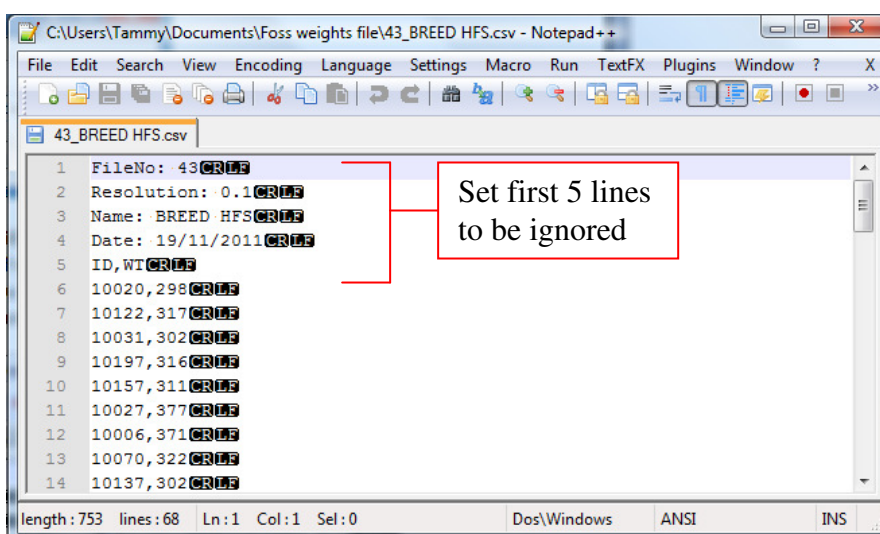 C:\Users\Tammy\Documents\Foss weights file\43_BREED HFS.csv - Notepad++
File Edit Search View Encoding Language Settings Macro Run TextFX Plugins Window ? X
43_BREED HFS.csv
1 FileNo: 43CRLF
2 Resolution: 0.1CRLF
3 Name: BREED HFSCRLF
4 Date: 19/11/2011CRLF
5 ID,WTCRLF
6 10020,298CRLF
7 10122,317CRLF
8 10031,302CRLF
9 10197,316CRLF
10 10157,311CRLF
11 10027,377CRLF
12 10006,371CRLF
13 10070,322CRLF
14 10137,302CRLF
Set first 5 lines
to be ignored
length : 753 lines : 68 Ln : 1 Col : 1 Sel : 0 Dos\Windows ANSI INS